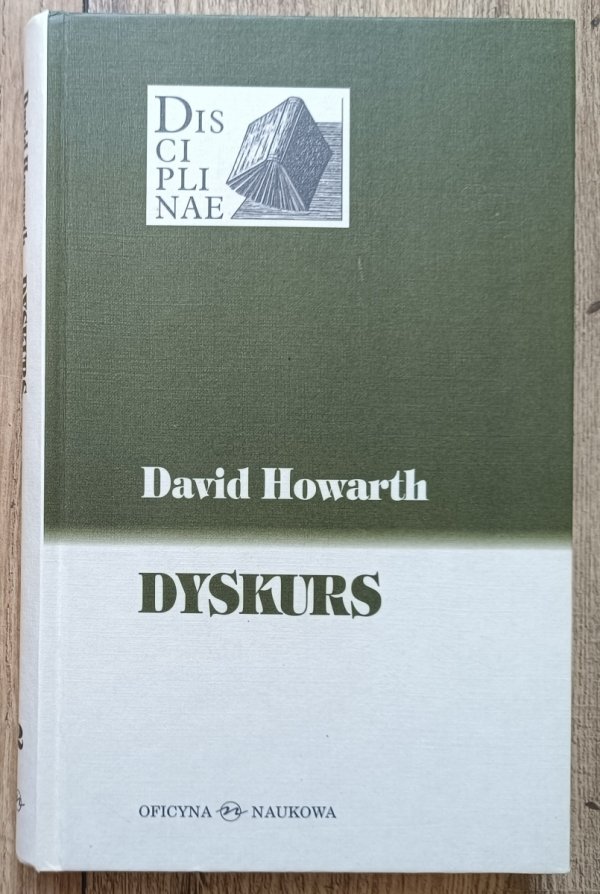 DIS
CI
PLI
NAE
David Howarth
DYSKURS
OFICYNA NAUKOWA